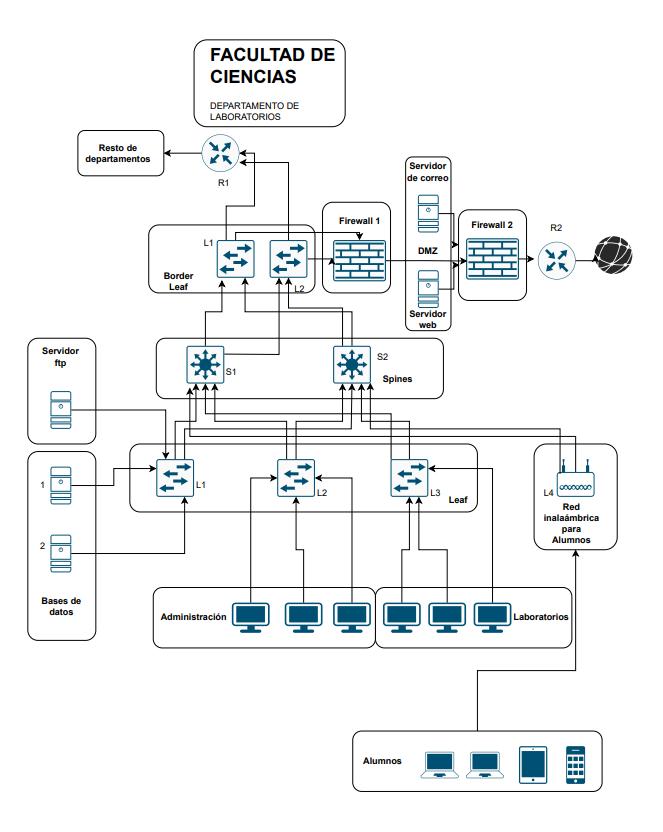 FACULTAD DE
CIENCIAS
DEPARTAMENTO DE
LABORATORIOS
Resto de
departamentos
R1
Servidor
de correo
Firewall 1
Firewall 2
R2
L1
DMZ
Border
Leaf
L2
Servidor
web
Servidor
ftp
S1
S2
Spines
1
L1
L2
L3
L4
Leaf
Red
inalaámbrica
para
Alumnos
2
Bases de
datos
Administración
Laboratorios
Alumnos